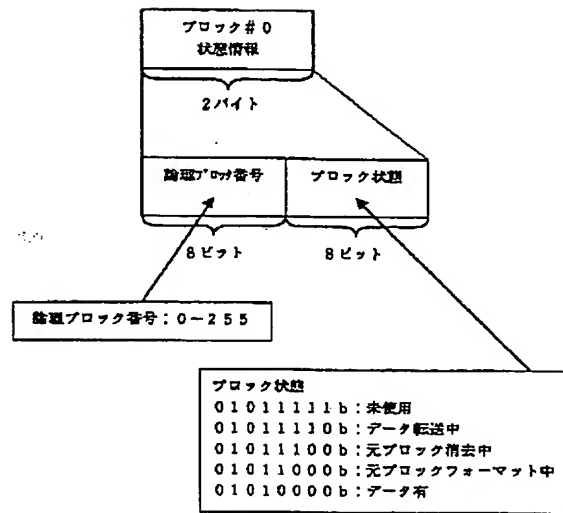 ブロック#0
状態情報
2バイト
論理ブロック番号
ブロック状態
8ビット
8ビット
論理ブロック番号:0-255
ブロック状態
01011111b:未使用
01011110b:データ転送中
01011100b:元ブロック消去中
01011000b:元ブロックフォーマット中
01010000b:データ有